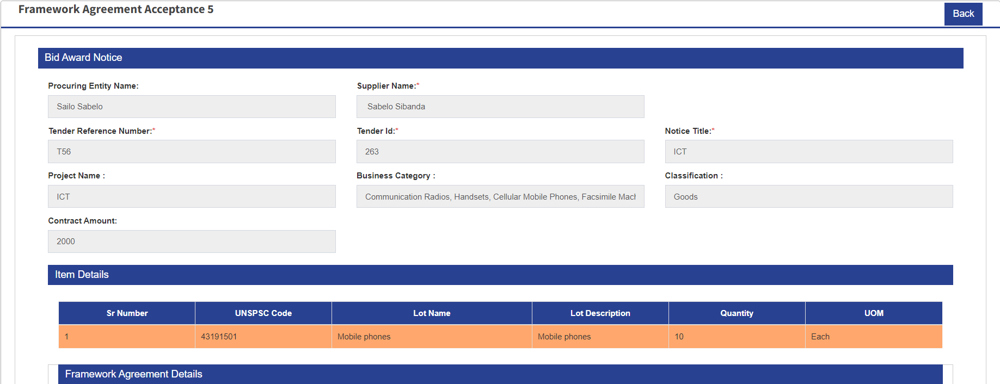 Framework Agreement Acceptance 5
Back
Bid Award Notice
Procuring Entity Name:
Supplier Name:*
Sailo Sabelo
Sabelo Sibanda
Tender Reference Number:*
Tender Id:*
Notice Title:*
T56
263
ICT
Project Name :
Business Category :
Classification :
ICT
Communication Radios, Handsets, Cellular Mobile Phones, Facsimile Mach
Goods
Contract Amount:
2000
Item Details
Sr Number UNSPSC Code Lot Name Lot Description Quantity UOM
1 43191501 Mobile phones Mobile phones 10 Each
Framework Agreement Details